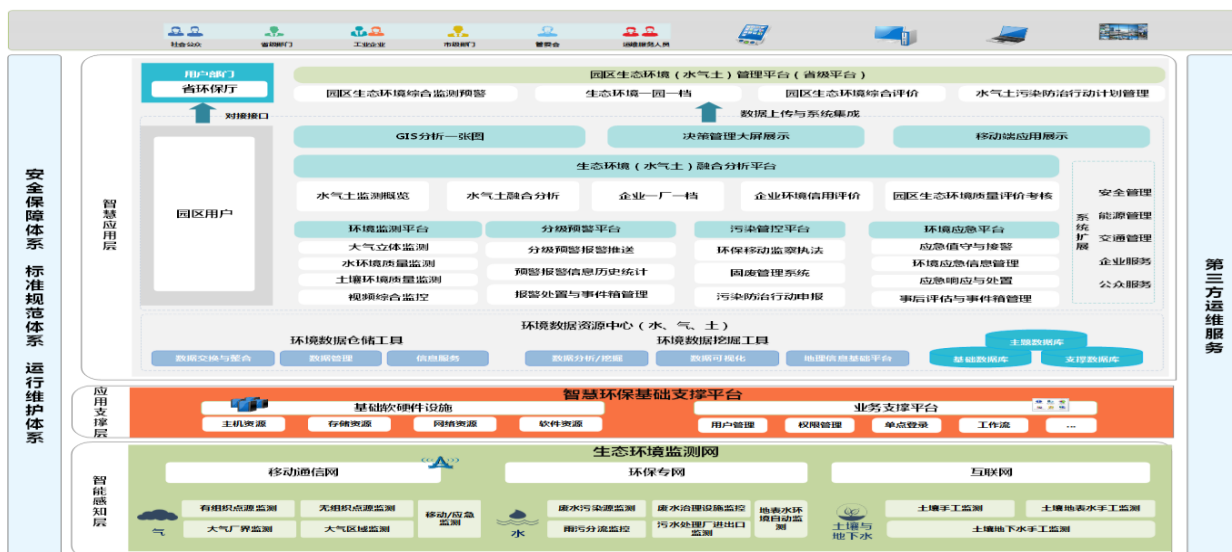 社会公众
省级部门
工业企业
市级部门
管委会
运维服务人员
安全保障体系 标准规范体系 运行维护体系
智慧应用层
用户部门
省环保厅
园区生态环境(水气土)管理平台(省级平台)
园区生态环境综合监测预警
生态环境一园一档
园区生态环境综合评价
水气土污染防治行动计划管理
对接接口
数据上传与系统集成
园区用户
GIS分析一张图
决策管理大屏展示
移动端应用展示
生态环境(水气土)融合分析平台
水气土监测概览
水气土融合分析
企业一厂一档
企业环境信用评价
园区生态环境质量评价考核
环境监测平台
大气立体监测
水环境质量监测
土壤环境质量监测
视频综合监控
分级预警平台
分级预警报警推送
预警报警信息历史统计
报警处置与事件箱管理
污染管控平台
环保移动监察执法
固废管理系统
污染防治行动申报
环境应急平台
应急值守与接警
环境应急信息管理
应急响应与处置
事后评估与事件箱管理
系统扩展
安全管理
能源管理
交通管理
企业服务
公众服务
环境数据资源中心(水、气、土)
环境数据仓储工具
数据交换与整合
数据管理
信息服务
环境数据挖掘工具
数据分析/挖掘
数据可视化
地理信息基础平台
主题数据库
基础数据库
支撑数据库
应用支撑层
智慧环保基础支撑平台
基础软硬件设施
主机资源
存储资源
网络资源
软件资源
业务支撑平台
用户管理
权限管理
单点登录
工作流
...
智能感知层
生态环境监测网
移动通信网
环保专网
互联网
气
有组织点源监测
无组织点源监测
大气厂界监测
大气区域监测
移动/应急
监测
水
废水污染源监测
废水治理设施监控
雨污分流监控
污水处理厂进出口
监测
地表水环
境自动监
测
土壤与
地下水
土壤手工监测
土壤地表水手工监测
土壤地下水手工监测
第三方运维服务